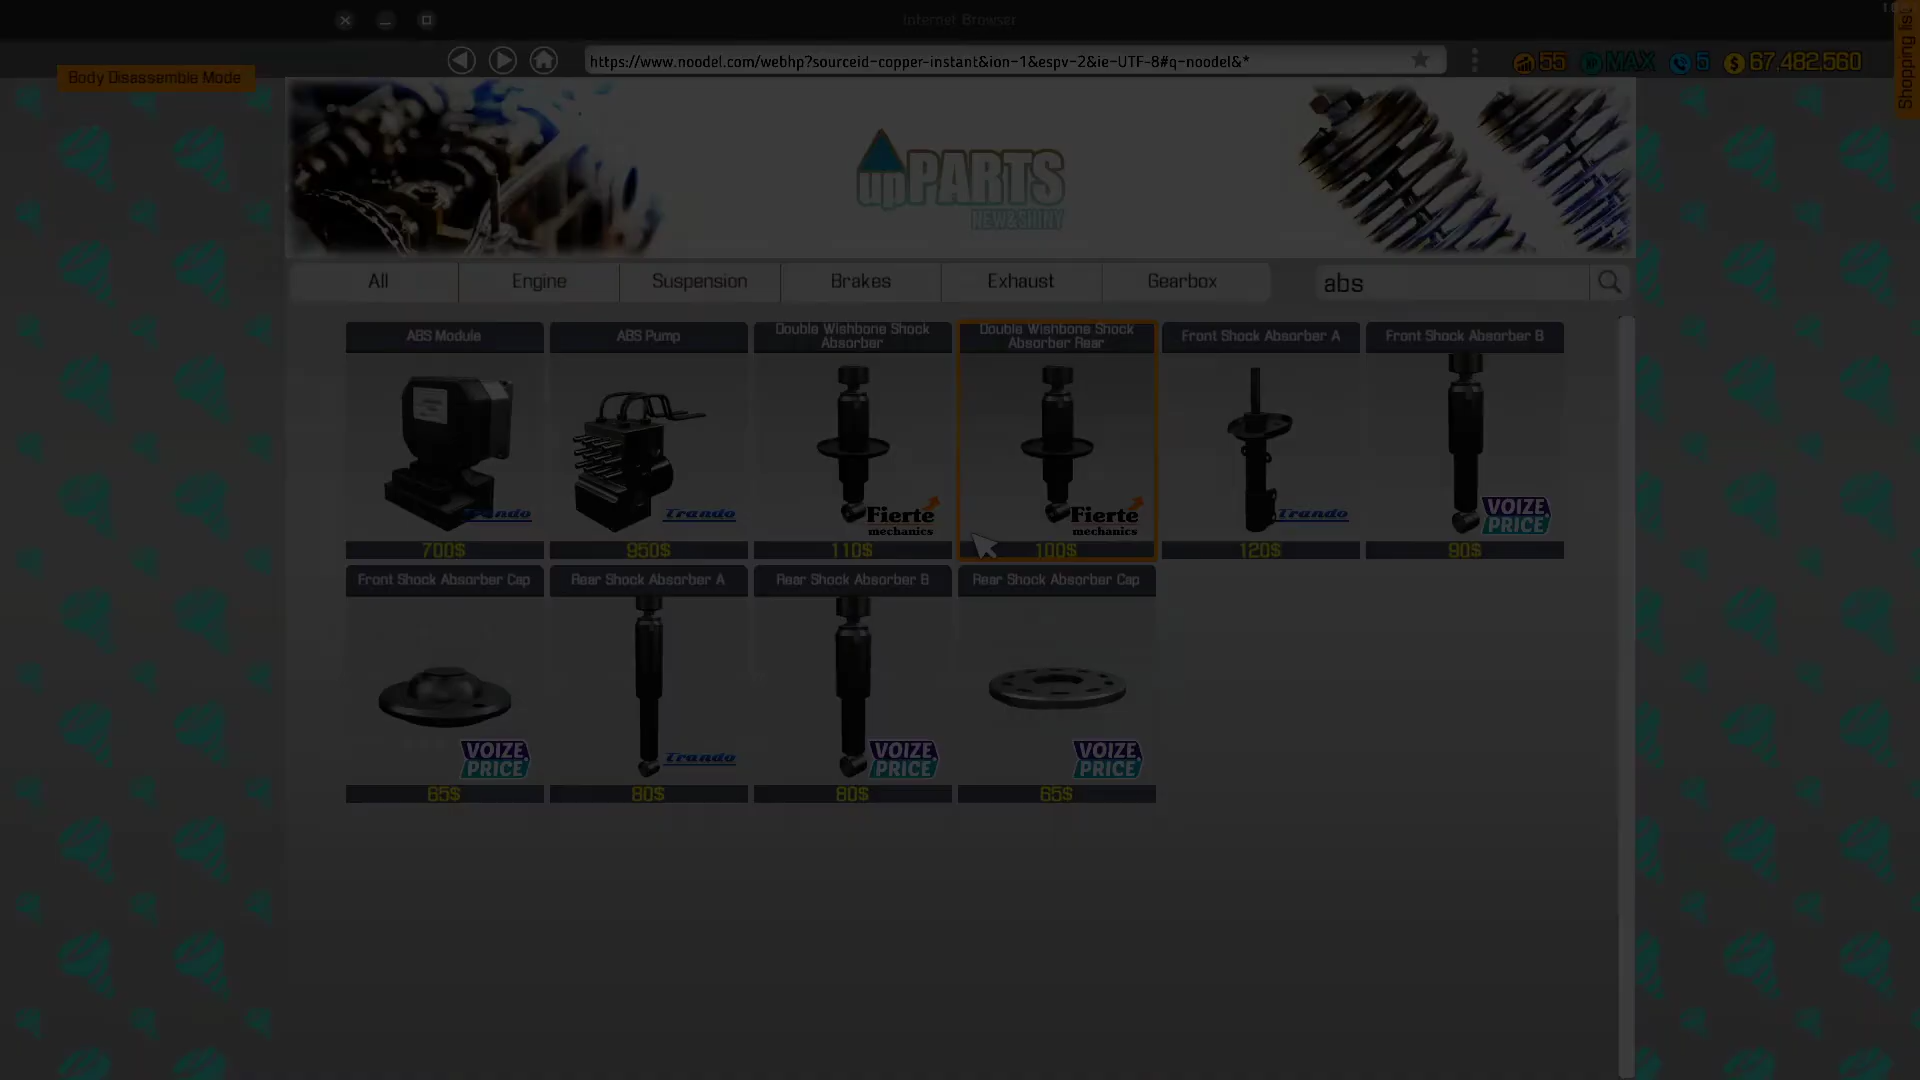 Internet Browser
10
Body Disassemble Mode
https://www.noodel.com/webhp?sourceid-copper-instant&ion-1&espv-2&ie-UTF-8#q-noodel&*
55
MAX
5
67,482,560
Shopping list
upPARTS
NEW&SHINY
All
Engine
Suspension
Brakes
Exhaust
Gearbox
abs
ABS Module
ABS Pump
Double Wishbone Shock
Absorber
Double Wishbone Shock
Absorber Rear
Front Shock Absorber A
Front Shock Absorber B
Trando
Trando
Fierte
mechanics
Fierte
mechanics
Trando
VOIZE
PRICE
700$
950$
110$
100$
120$
90$
Front Shock Absorber Cap
Rear Shock Absorber A
Rear Shock Absorber B
Rear Shock Absorber Cap
VOIZE
PRICE
Trando
VOIZE
PRICE
VOIZE
PRICE
65$
80$
80$
65$